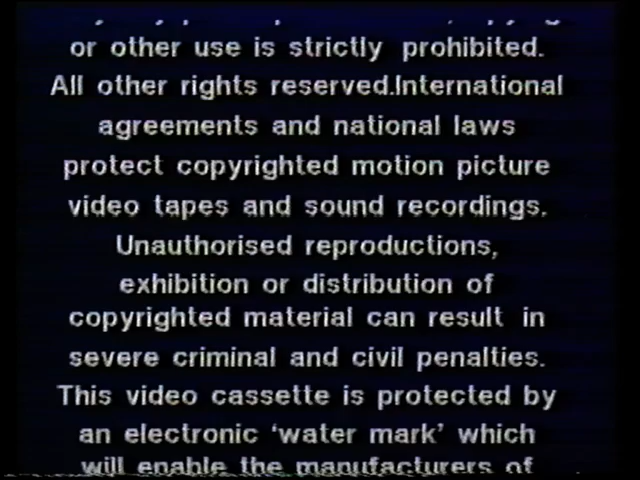 or other use is strictly prohibited.
All other rights reserved.International
agreements and national laws
protect copyrighted motion picture
video tapes and sound recordings.
Unauthorised reproductions,
exhibition or distribution of
copyrighted material can result in
severe criminal and civil penalties.
This video cassette is protected by
an electronic ‘water mark’ which
will enable the manufacturers of